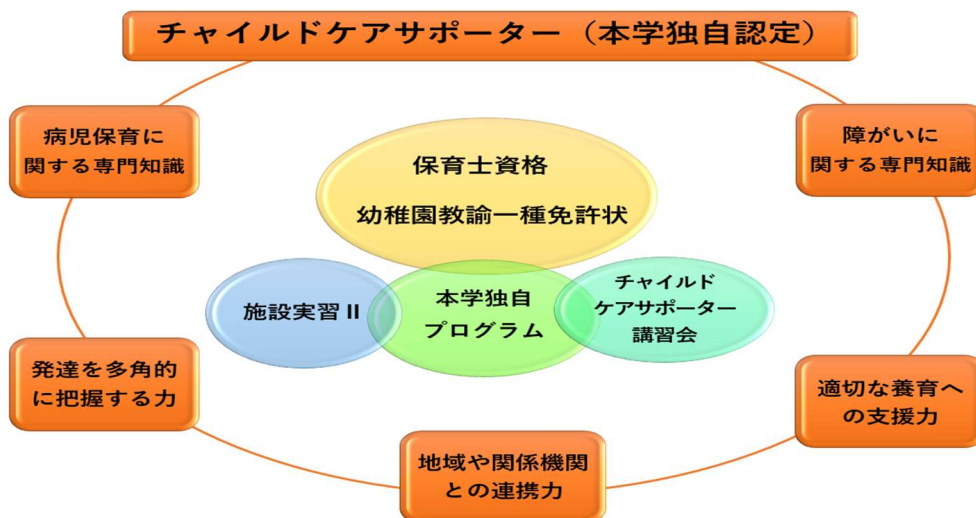 チャイルドケアサポーター（本学独自認定）
病児保育に
関する専門知識
障がいに
関する専門知識
保育士資格
幼稚園教諭一種免許状
施設実習Ⅱ
本学独自
プログラム
チャイルド
ケアサポーター
講習会
発達を多角的
に把握する力
適切な養育へ
の支援力
地域や関係機関
との連携力